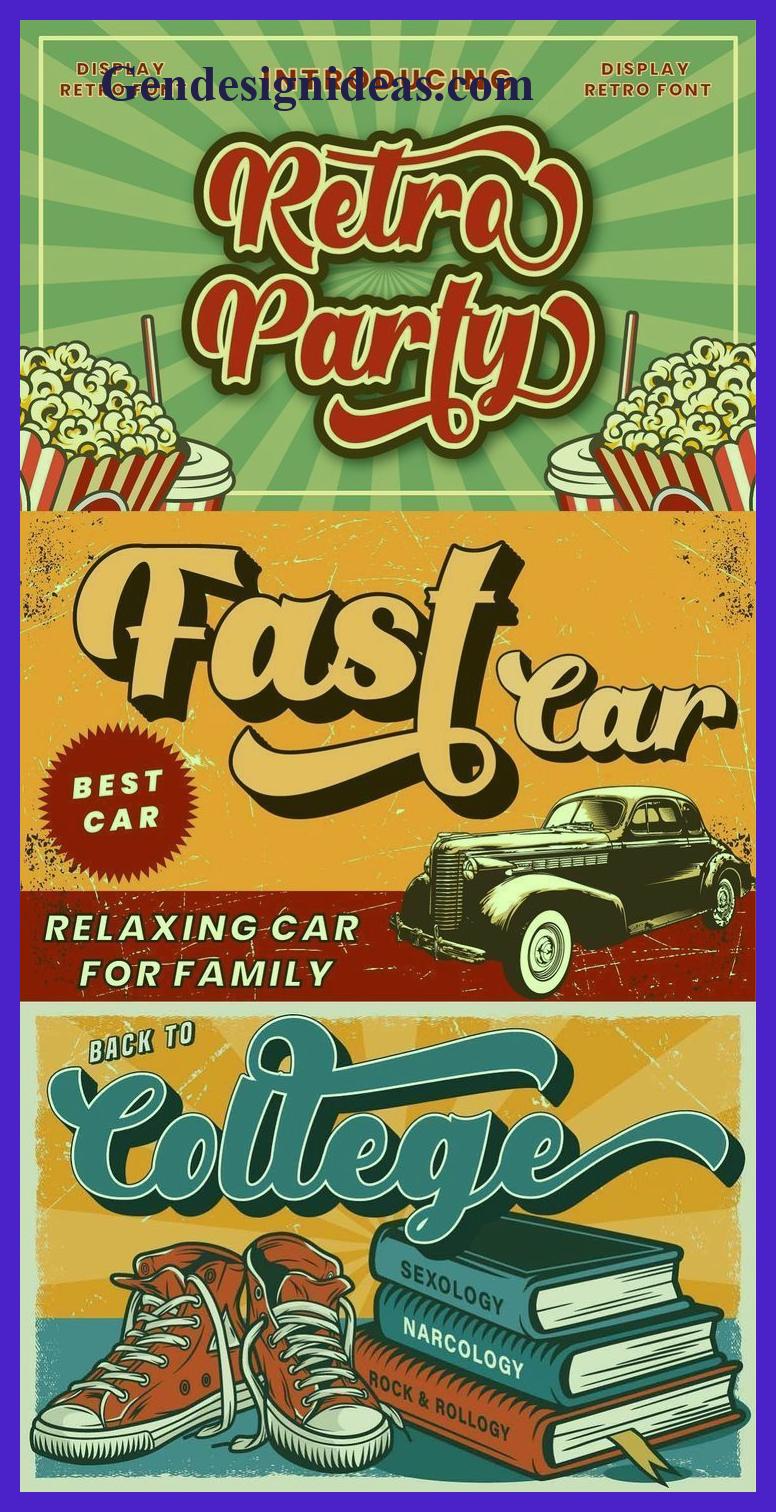 DISPLAY
RETRO FONT
Gendesignideas.com
INTRODUCING
DISPLAY
RETRO FONT
Retro
Party
Fast Car
BEST
CAR
RELAXING CAR
FOR FAMILY
BACK TO
College
SEXOLOGY
NARCOLOGY
ROCK & ROLLOGY